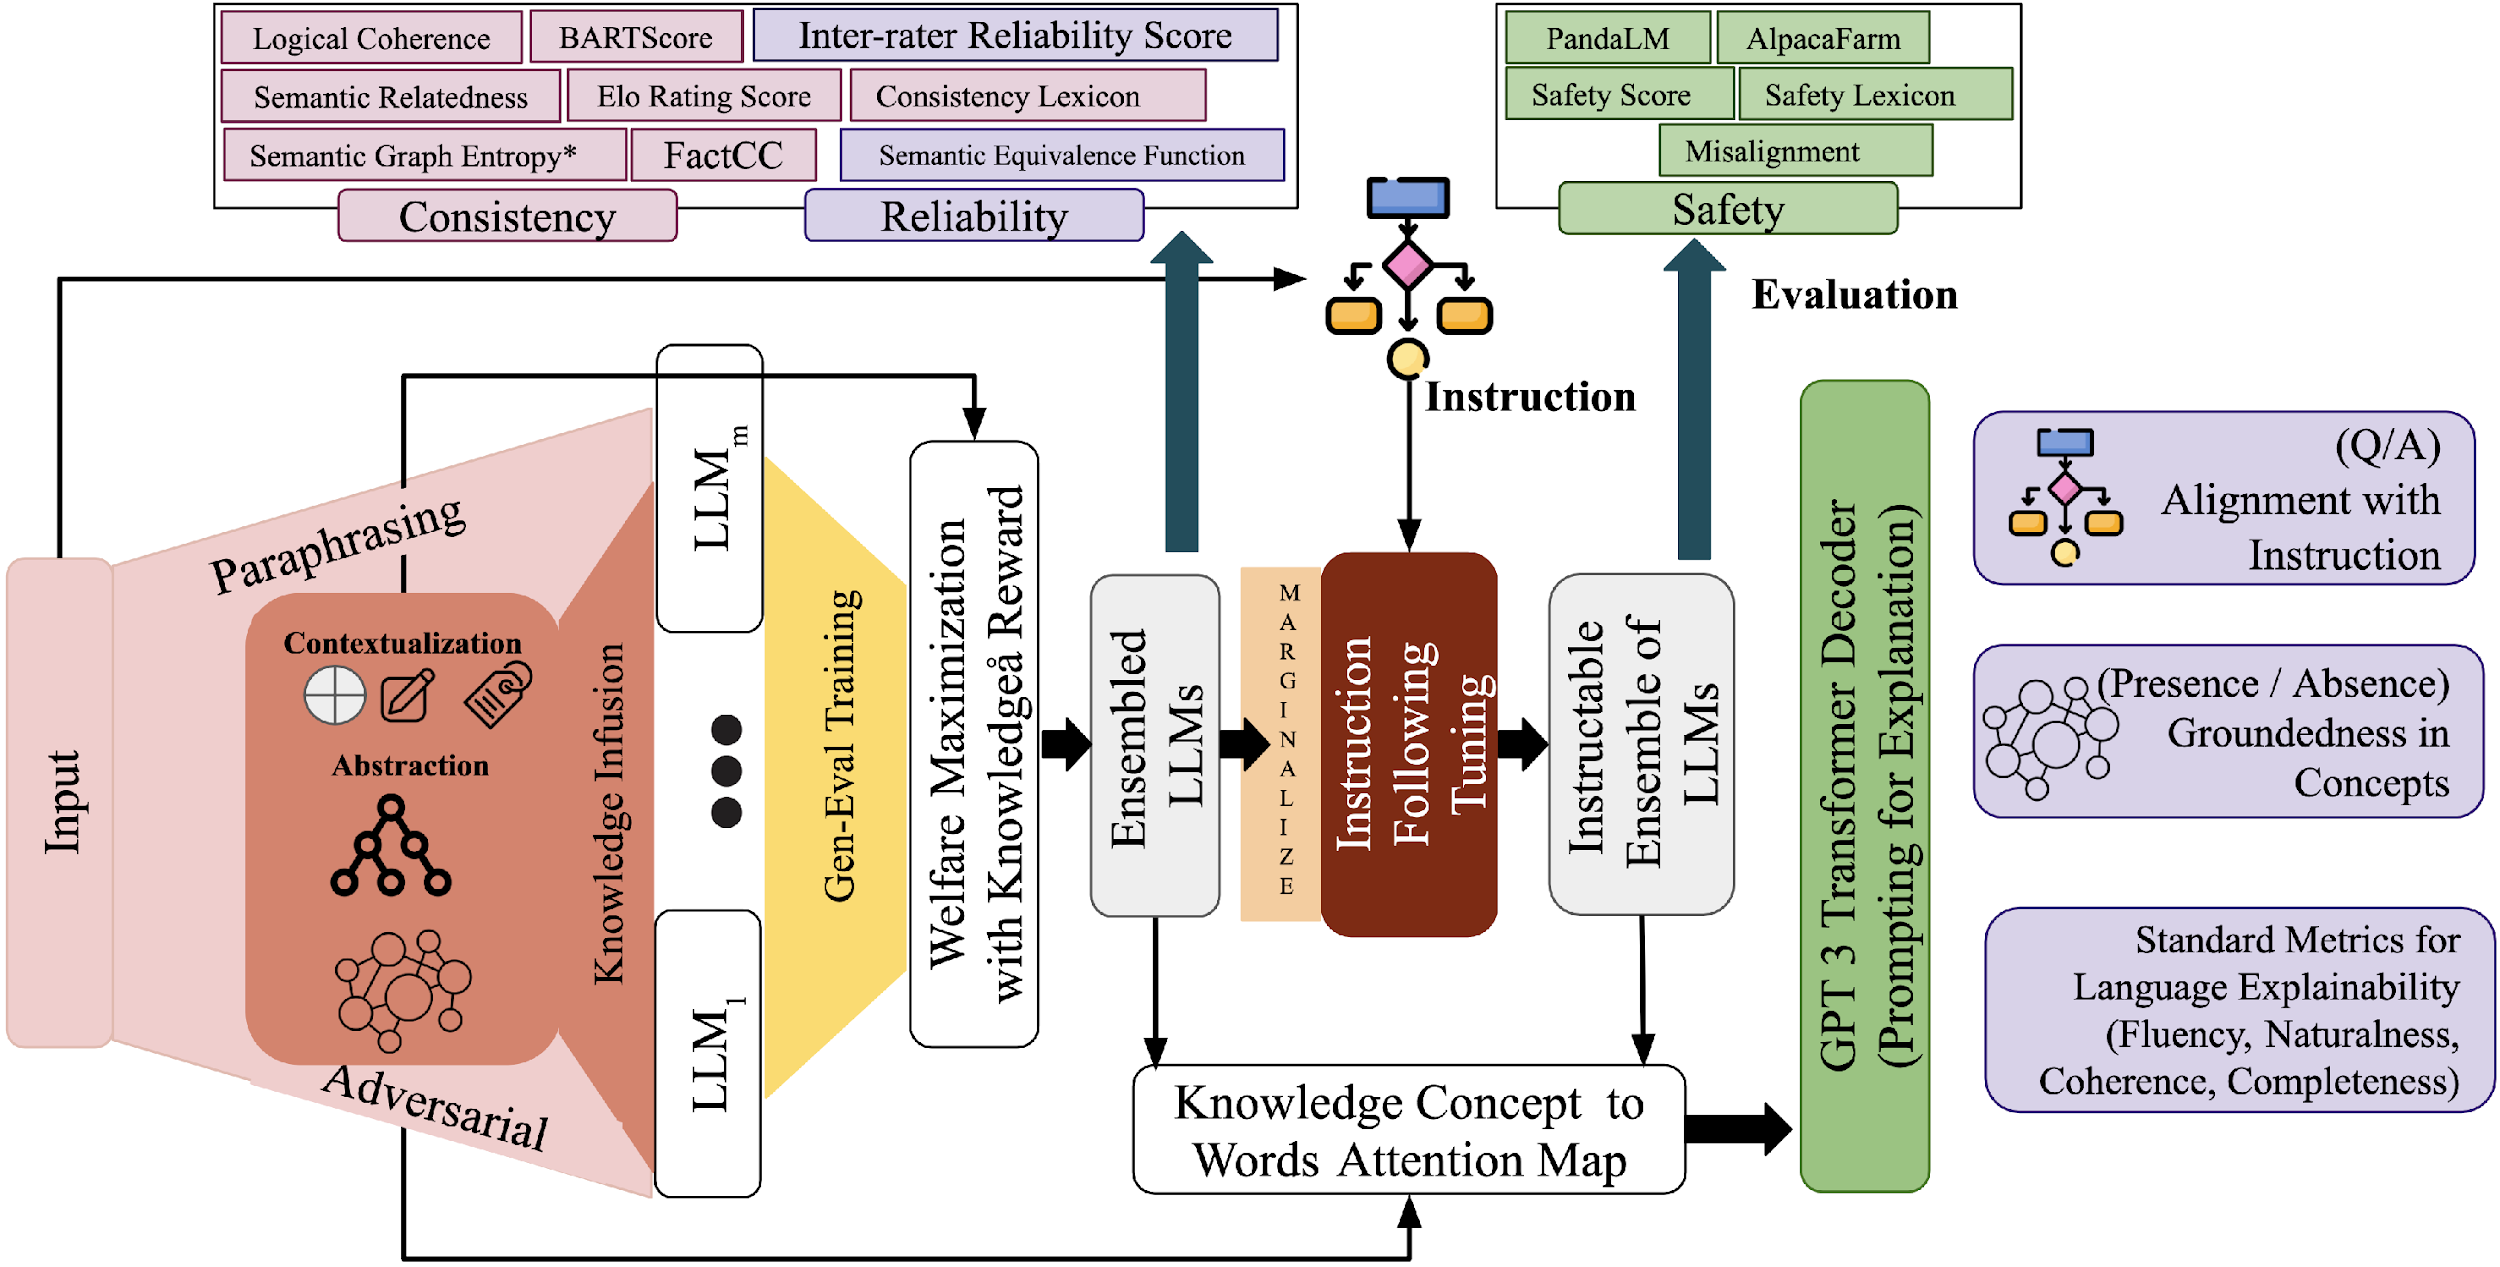 Logical Coherence
BARTScore
Inter-rater Reliability Score
Semantic Relatedness
Elo Rating Score
Consistency Lexicon
Semantic Graph Entropy*
FactCC
Semantic Equivalence Function
Consistency
Reliability
PandaLM
AlpacaFarm
Safety Score
Safety Lexicon
Misalignment
Safety
Evaluation
Instruction
Input
Paraphrasing
Contextualization
Abstraction
Adversarial
Knowledge Infusion
LLMm
LLM1
Gen-Eval Training
Welfare Maximization
with Knowledgeå Reward
Ensembled
LLMs
MARGINALIZE
Instruction
Following
Tuning
Instructable
Ensemble of
LLMs
Knowledge Concept to
Words Attention Map
GPT 3 Transformer Decoder
(Prompting for Explanation)
(Q/A)
Alignment with
Instruction
(Presence / Absence)
Groundedness in
Concepts
Standard Metrics for
Language Explainability
(Fluency, Naturalness,
Coherence, Completeness)